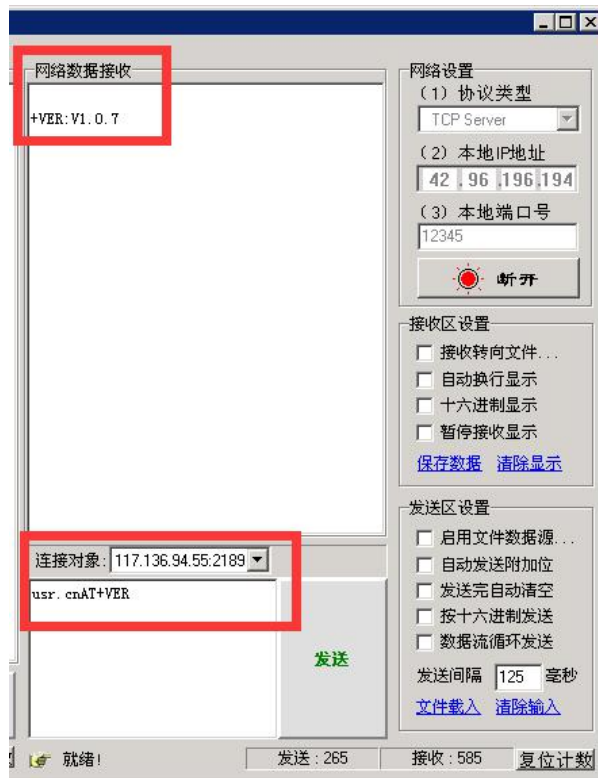 网络数据接收
+VER:V1.0.7
连接对象: 117.136.94.55:2189
usr.cnAT+VER
发送
网络设置
(1) 协议类型
TCP Server
(2) 本地IP地址
42 .96 .196.194
(3) 本地端口号
12345
断开
接收区设置
接收转向文件...
自动换行显示
十六进制显示
暂停接收显示
保存数据 清除显示
发送区设置
启用文件数据源...
自动发送附加位
发送完自动清空
按十六进制发送
数据流循环发送
发送间隔 125 毫秒
文件载入 清除输入
就绪! 发送:265 接收:585 复位计数